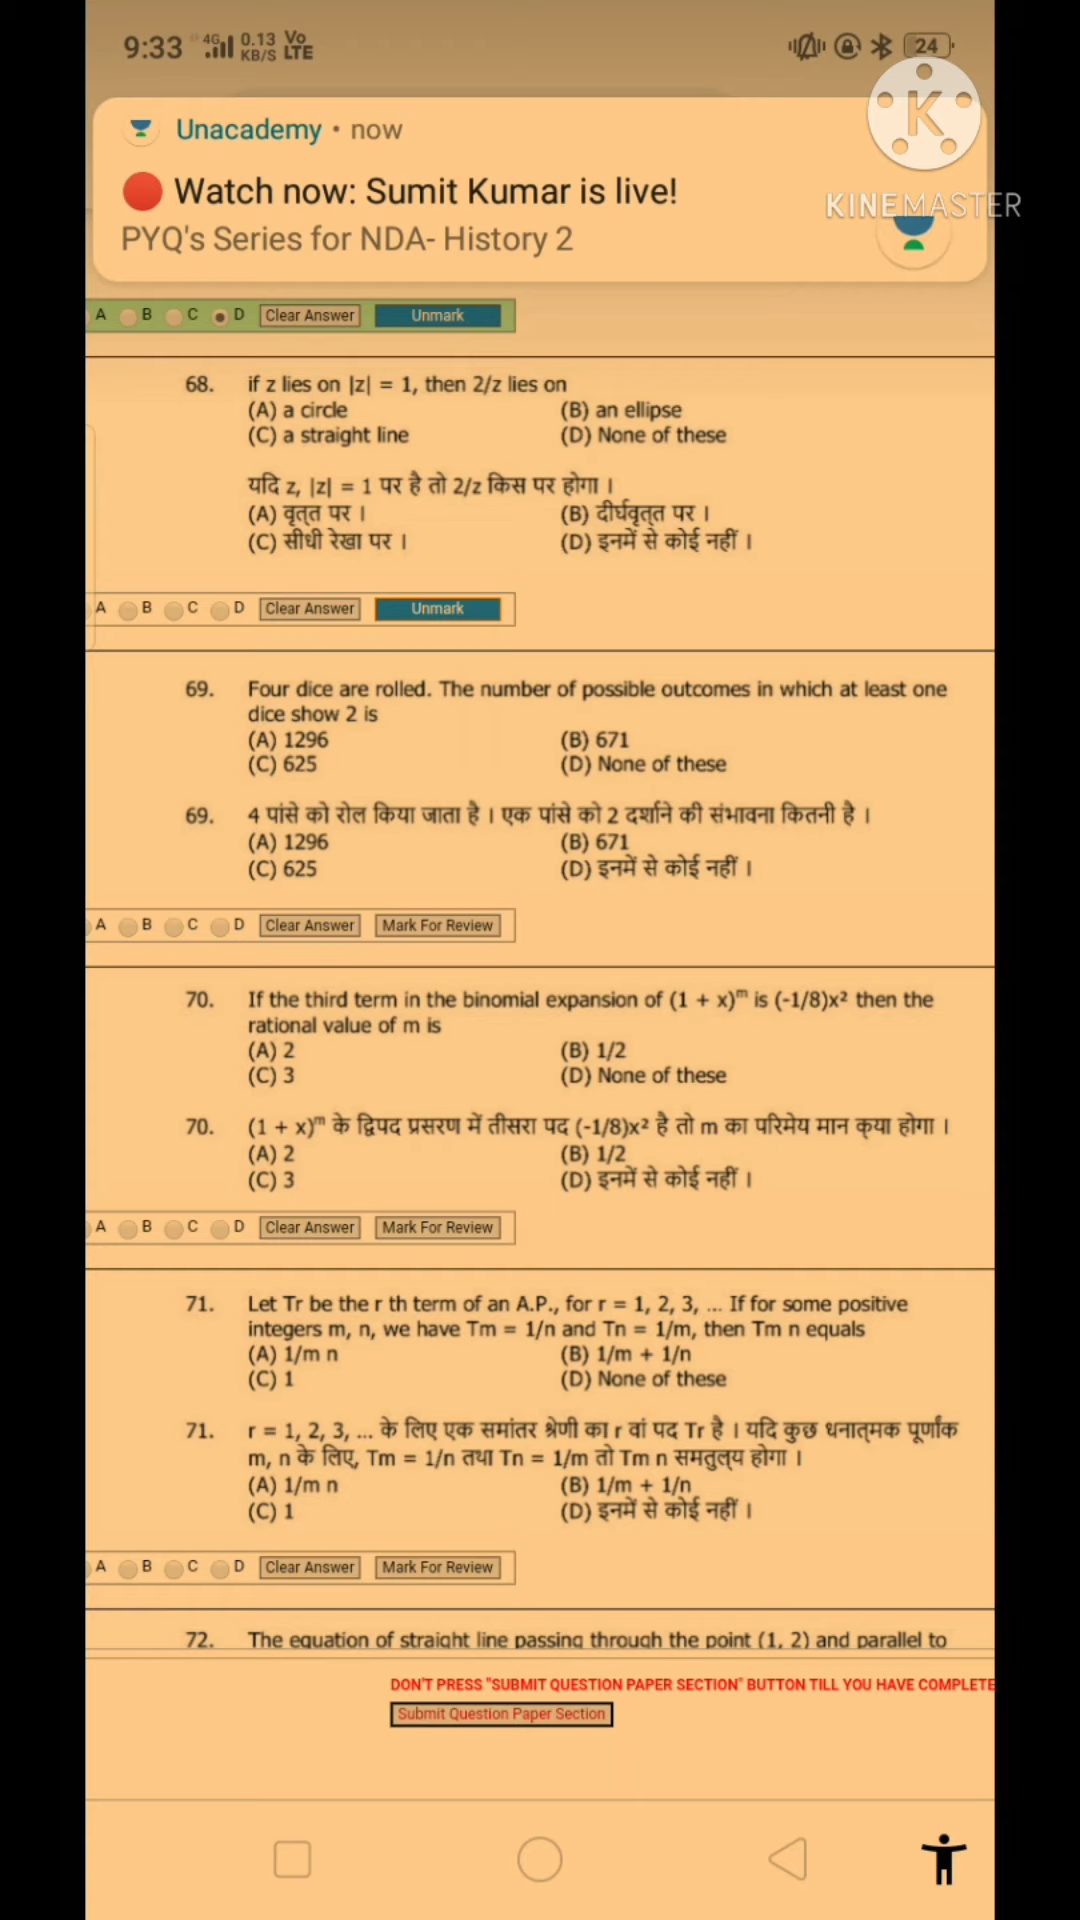 9:33 4G 0.13 KB/S Vo LTE 24
Unacademy • now
K
Watch now: Sumit Kumar is live!
KINEMASTER
PYQ's Series for NDA- History 2
A B C D Clear Answer Unmark
68. if z lies on |z| = 1, then 2/z lies on
(A) a circle (B) an ellipse
(C) a straight line (D) None of these
यदि z, |z| = 1 पर है तो 2/z किस पर होगा ।
(A) वृत्त पर । (B) दीर्घवृत्त पर ।
(C) सीधी रेखा पर । (D) इनमें से कोई नहीं ।
A B C D Clear Answer Unmark
69. Four dice are rolled. The number of possible outcomes in which at least one
dice show 2 is
(A) 1296 (B) 671
(C) 625 (D) None of these
69. 4 पांसे को रोल किया जाता है । एक पांसे को 2 दर्शाने की संभावना कितनी है ।
(A) 1296 (B) 671
(C) 625 (D) इनमें से कोई नहीं ।
A B C D Clear Answer Mark For Review
70. If the third term in the binomial expansion of (1 + x)ᵐ is (-1/8)x² then the
rational value of m is
(A) 2 (B) 1/2
(C) 3 (D) None of these
70. (1 + x)ᵐ के द्विपद प्रसरण में तीसरा पद (-1/8)x² है तो m का परिमेय मान क्या होगा ।
(A) 2 (B) 1/2
(C) 3 (D) इनमें से कोई नहीं ।
A B C D Clear Answer Mark For Review
71. Let Tr be the r th term of an A.P., for r = 1, 2, 3, ... If for some positive
integers m, n, we have Tm = 1/n and Tn = 1/m, then Tm n equals
(A) 1/m n (B) 1/m + 1/n
(C) 1 (D) None of these
71. r = 1, 2, 3, ... के लिए एक समांतर श्रेणी का r वां पद Tr है । यदि कुछ धनात्मक पूर्णांक
m, n के लिए, Tm = 1/n तथा Tn = 1/m तो Tm n समतुल्य होगा ।
(A) 1/m n (B) 1/m + 1/n
(C) 1 (D) इनमें से कोई नहीं ।
A B C D Clear Answer Mark For Review
72. The equation of straight line passing through the point (1, 2) and parallel to
DON'T PRESS "SUBMIT QUESTION PAPER SECTION" BUTTON TILL YOU HAVE COMPLETE
Submit Question Paper Section